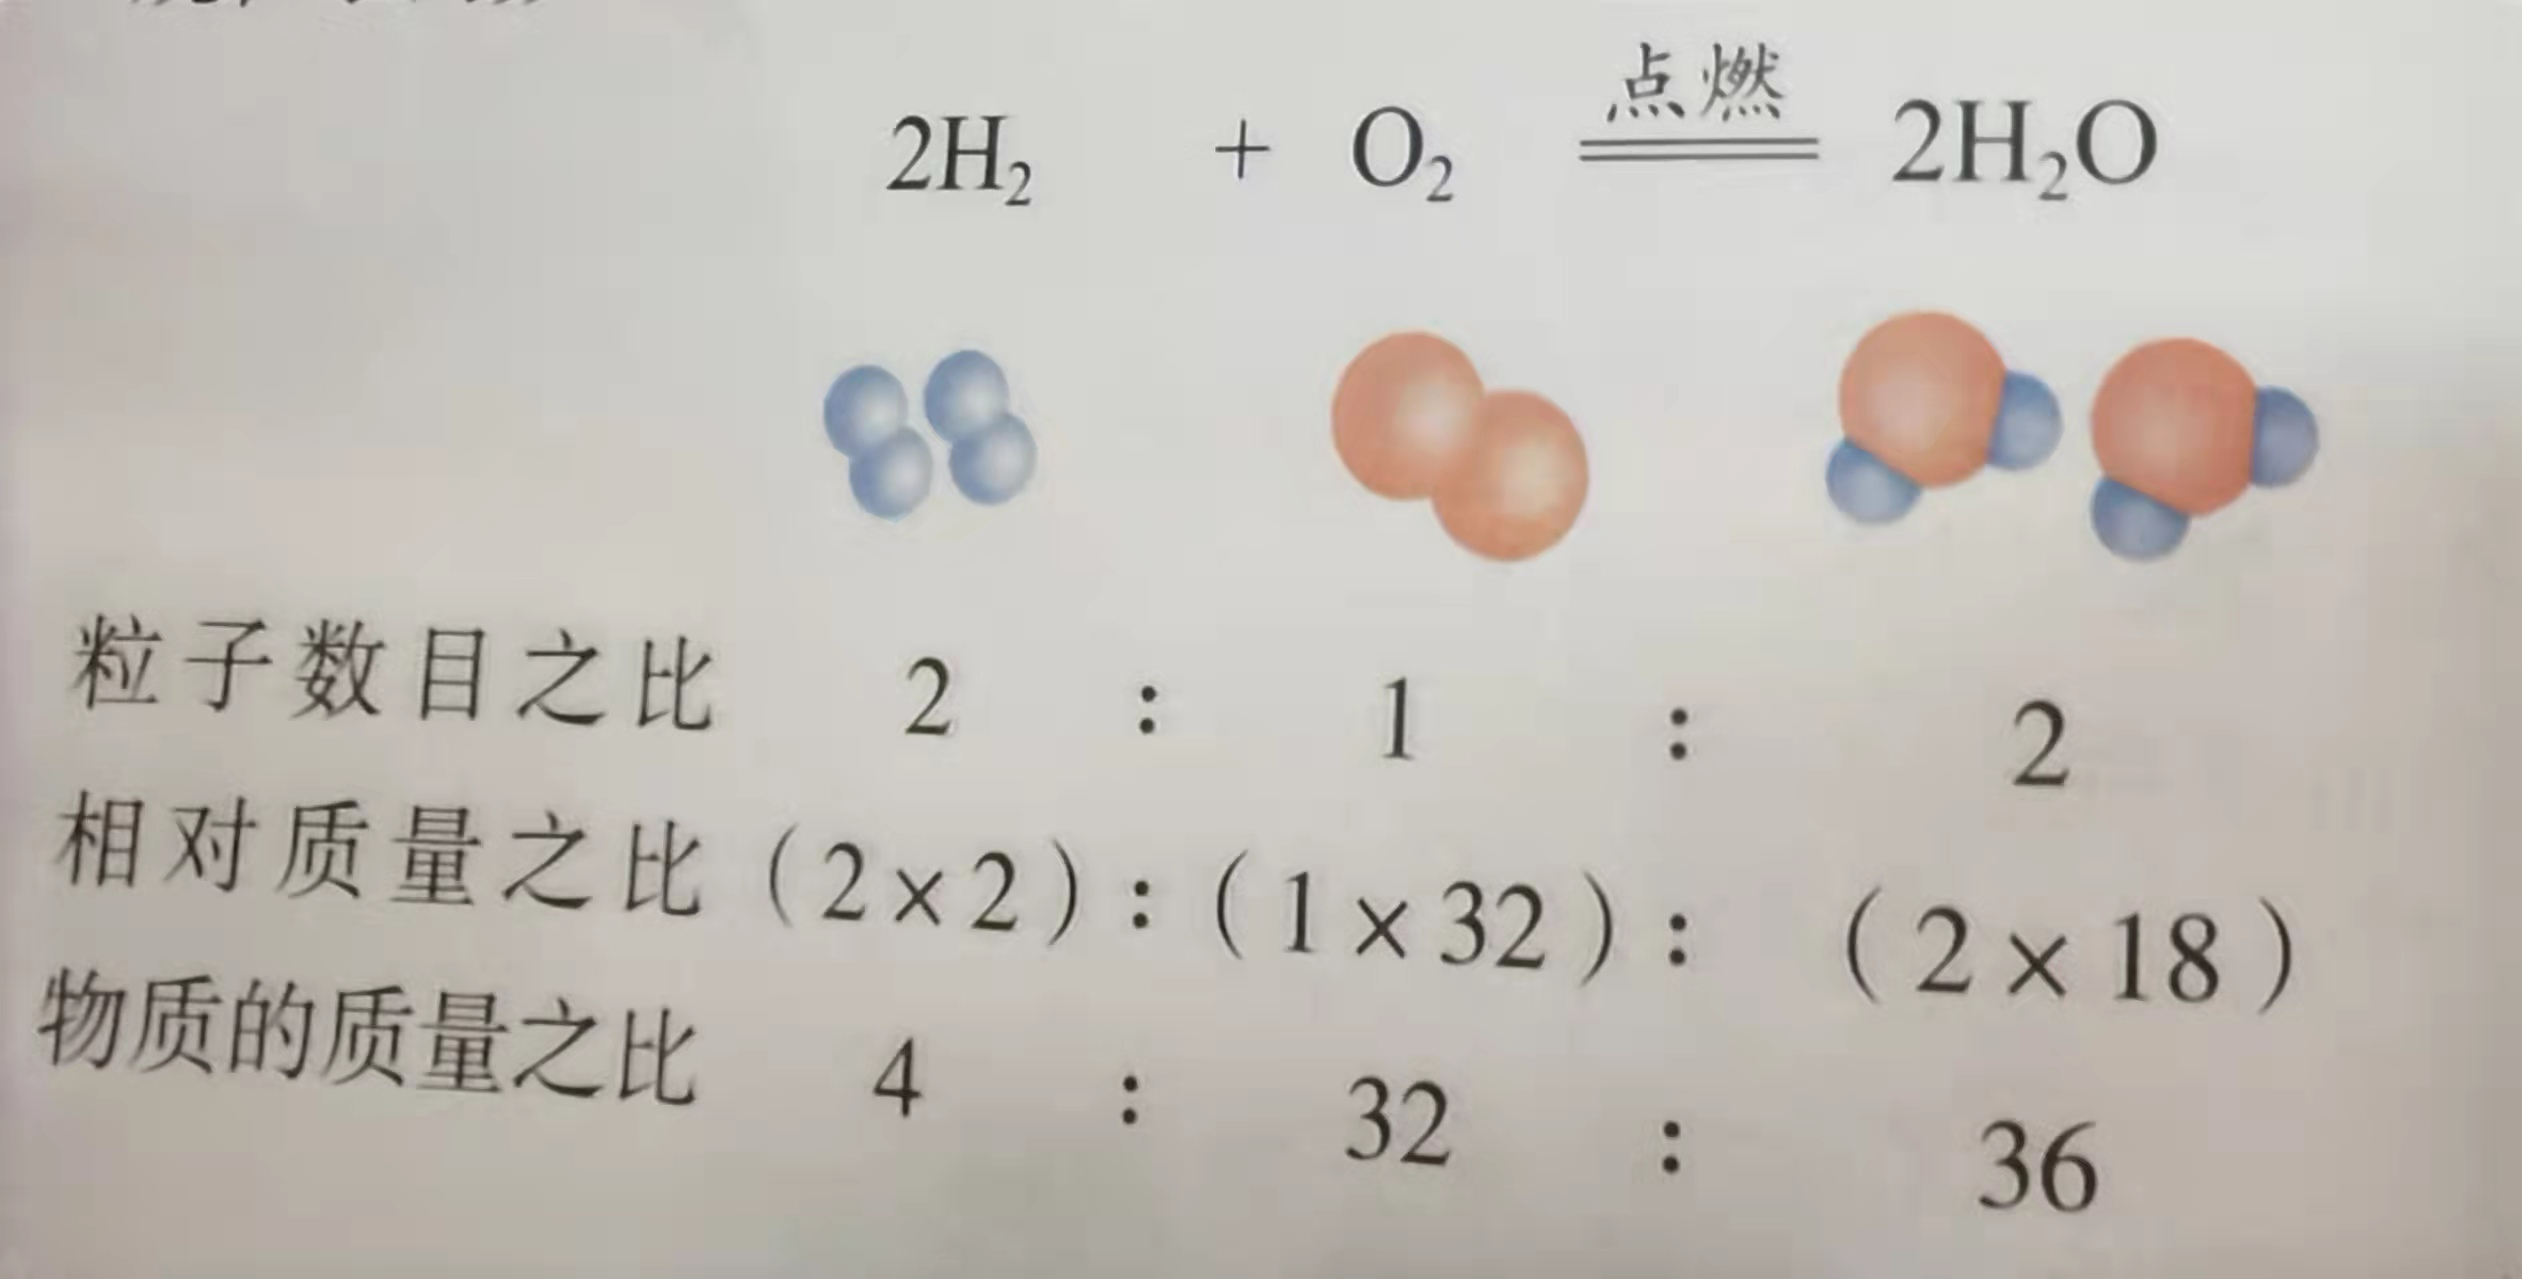 点燃
2H₂ + O₂ ══ 2H₂O
粒子数目之比 2 : 1 : 2
相对质量之比 (2×2) : (1×32) : (2×18)
物质的质量之比 4 : 32 : 36